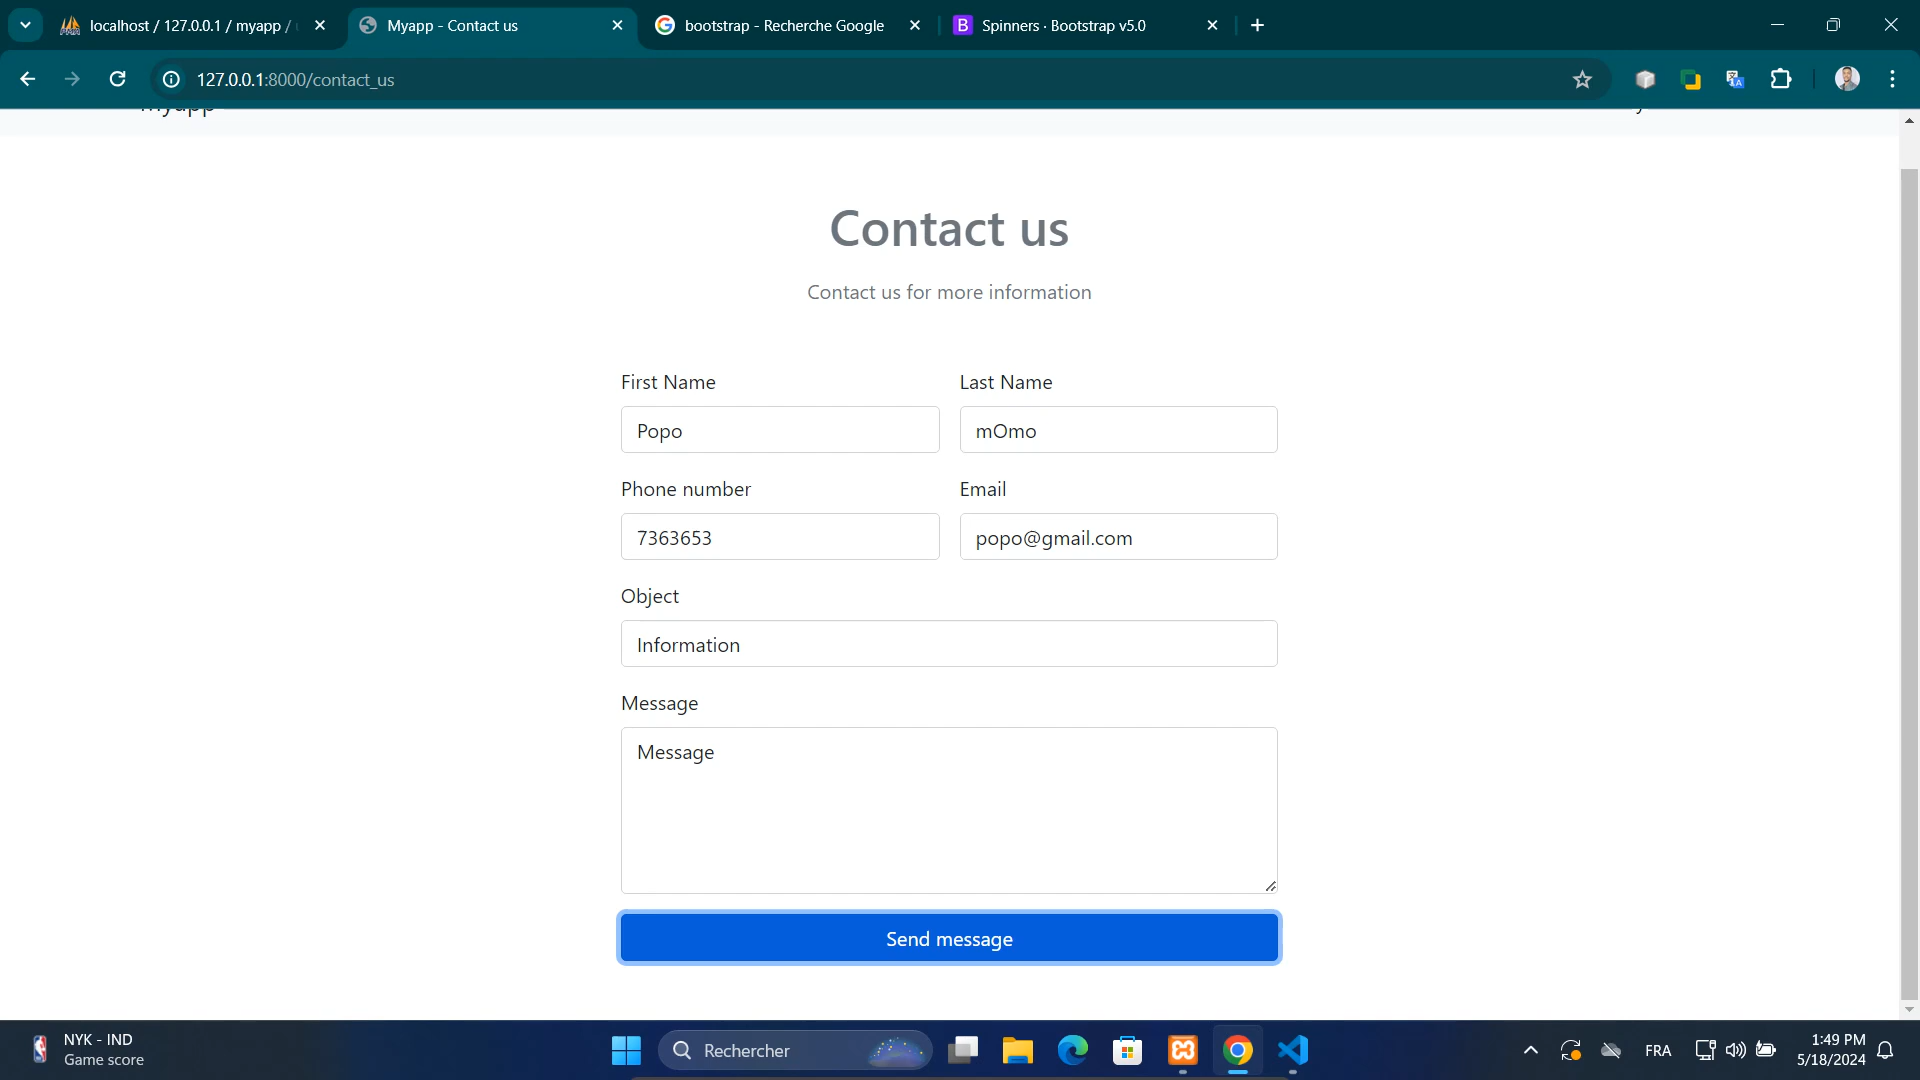 localhost / 127.0.0.1 / myapp /
Myapp - Contact us
bootstrap - Recherche Google
B
Spinners · Bootstrap v5.0
127.0.0.1:8000/contact_us
myapp
Contact us
Contact us for more information
First Name
Last Name
Popo
mOmo
Phone number
Email
7363653
popo@gmail.com
Object
Information
Message
Message
Send message
NYK - IND
Game score
Rechercher
FRA
1:49 PM
5/18/2024